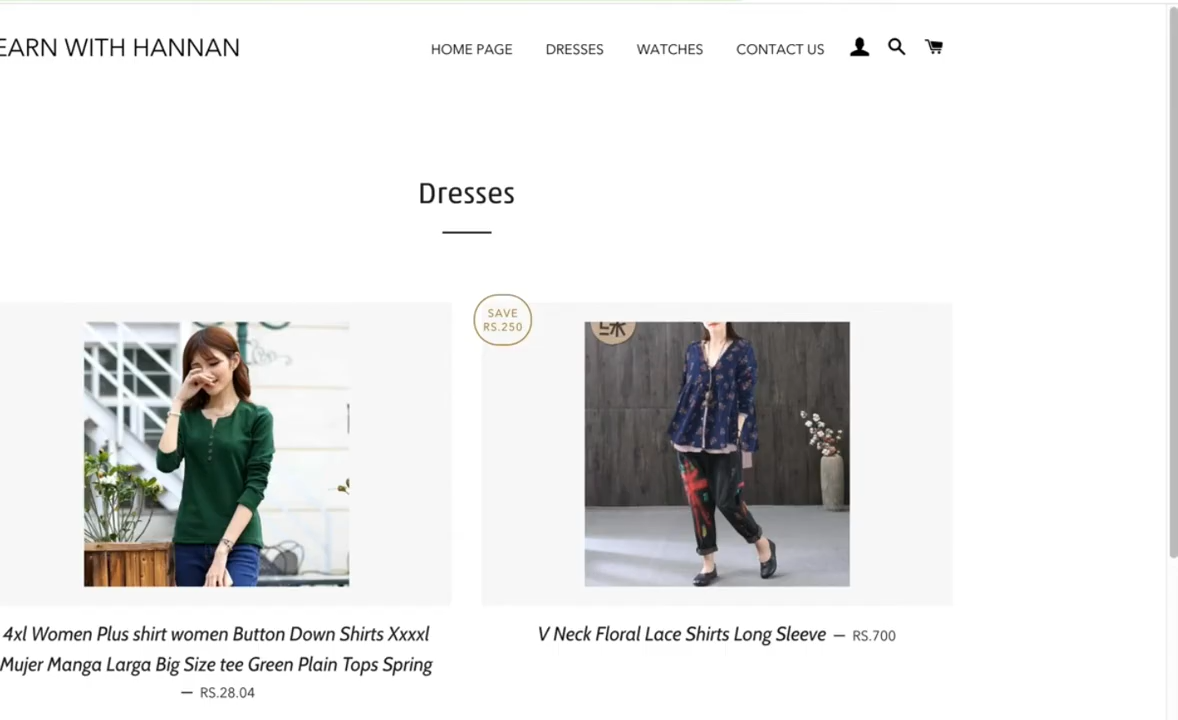 EARN WITH HANNAN
HOME PAGE DRESSES WATCHES CONTACT US
Dresses
SAVE
RS.250
4xl Women Plus shirt women Button Down Shirts Xxxxl
Mujer Manga Larga Big Size tee Green Plain Tops Spring
— RS.28.04
V Neck Floral Lace Shirts Long Sleeve — RS.700